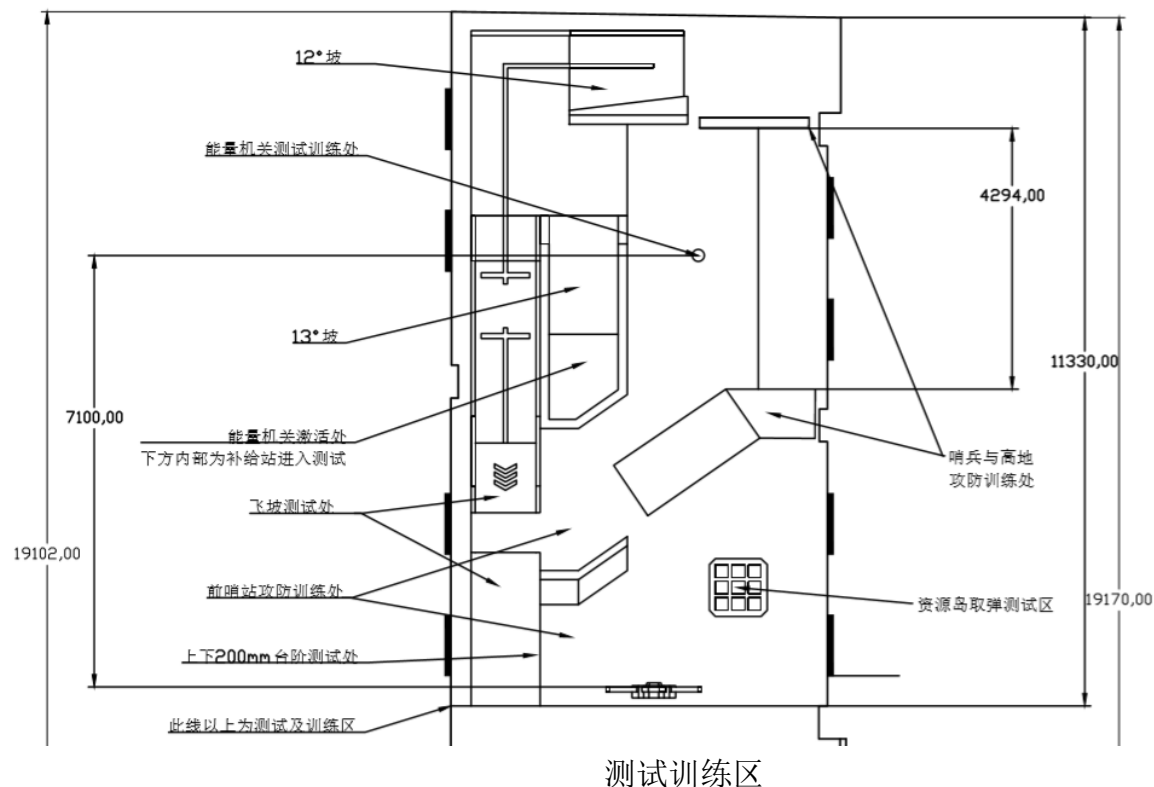 12°坡
能量机关测试训练处
4294,00
13°坡
11330,00
7100,00
能量机关激活处
下方内部为补给站进入测试
哨兵与高地
攻防训练处
飞坡测试处
19102,00
前哨站攻防训练处
资源岛取弹测试区
19170,00
上下200mm台阶测试处
此线以上为测试及训练区
测试训练区